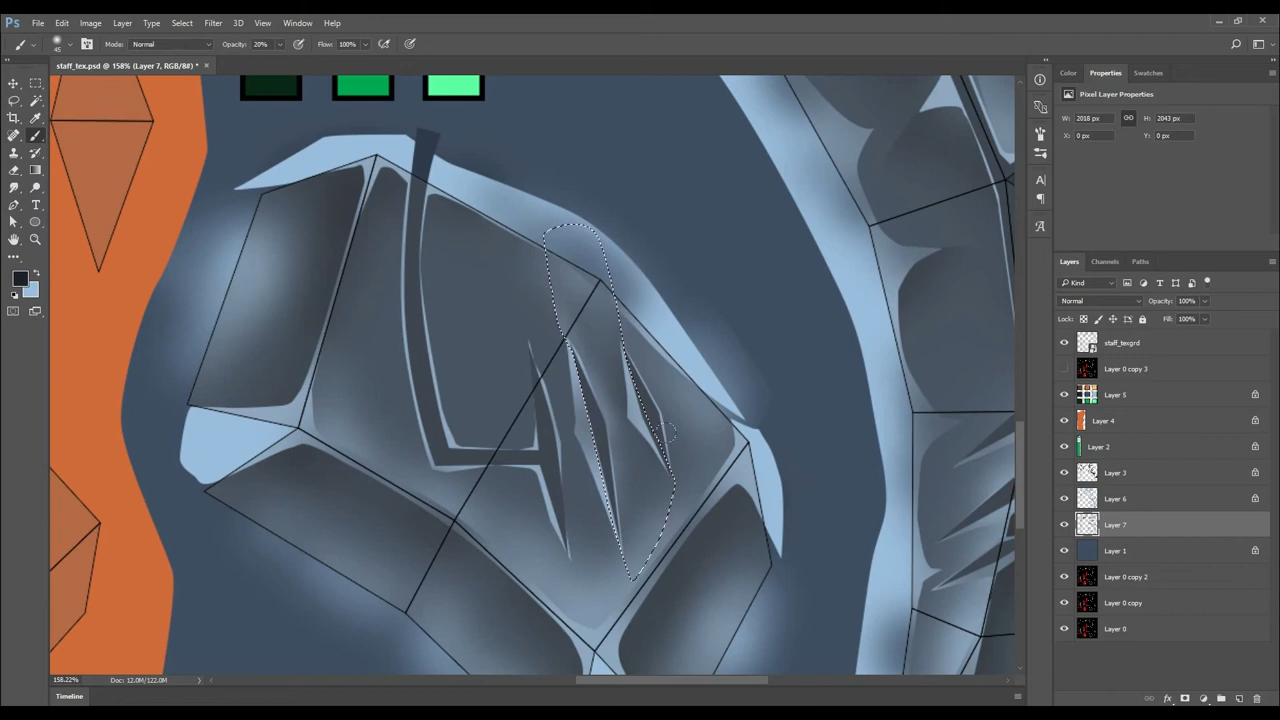 Ps File Edit Image Layer Type Select Filter 3D View Window Help
45 Mode: Normal Opacity: 20% Flow: 100%
staff_tex.psd @ 158% (Layer 7, RGB/8#) * ×
Color Properties Swatches
Pixel Layer Properties
W: 2018 px H: 2043 px
X: 0 px Y: 0 px
Layers Channels Paths
Kind
Normal Opacity: 100%
Lock: Fill: 100%
staff_texgrd
Layer 0 copy 3
Layer 5
Layer 4
Layer 2
Layer 3
Layer 6
Layer 7
Layer 1
Layer 0 copy 2
Layer 0 copy
Layer 0
158.22% Doc: 12.0M/122.0M
Timeline